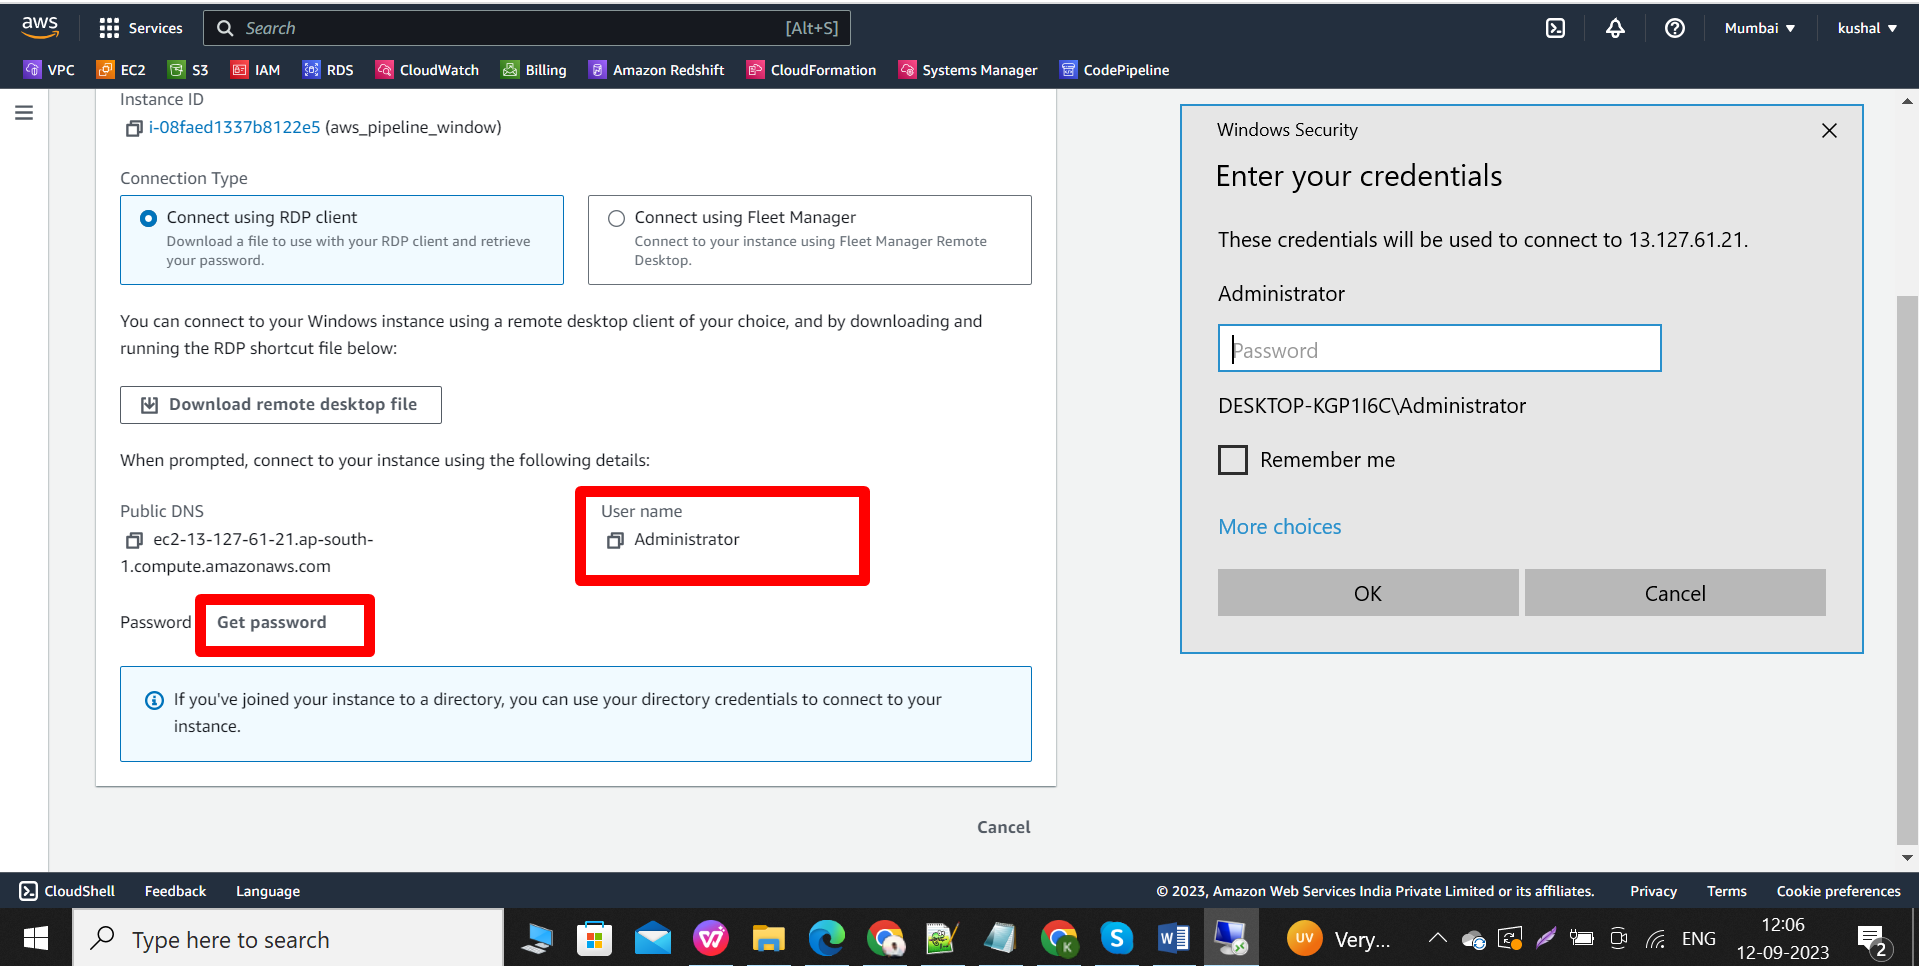 aws
Services
Search [Alt+S]
Mumbai
kushal
VPC EC2 S3 IAM RDS CloudWatch Billing Amazon Redshift CloudFormation Systems Manager CodePipeline
Instance ID
i-08faed1337b8122e5 (aws_pipeline_window)
Connection Type
Connect using RDP client
Download a file to use with your RDP client and retrieve
your password.
Connect using Fleet Manager
Connect to your instance using Fleet Manager Remote
Desktop.
You can connect to your Windows instance using a remote desktop client of your choice, and by downloading and
running the RDP shortcut file below:
Download remote desktop file
When prompted, connect to your instance using the following details:
Public DNS
ec2-13-127-61-21.ap-south-
1.compute.amazonaws.com
User name
Administrator
Password Get password
If you've joined your instance to a directory, you can use your directory credentials to connect to your
instance.
Cancel
Windows Security
Enter your credentials
These credentials will be used to connect to 13.127.61.21.
Administrator
Password
DESKTOP-KGP1I6C\Administrator
Remember me
More choices
OK
Cancel
CloudShell Feedback Language
© 2023, Amazon Web Services India Private Limited or its affiliates. Privacy Terms Cookie preferences
Type here to search
K
S
W
UV
Very...
ENG
12:06
12-09-2023
2